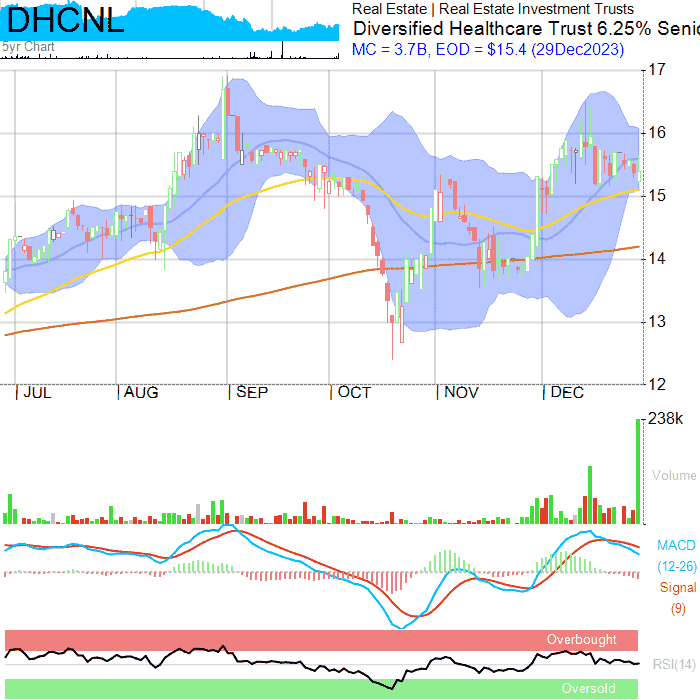 DHCNL
5yr Chart
Real Estate | Real Estate Investment Trusts
Diversified Healthcare Trust 6.25% Senic
MC = 3.7B, EOD = $15.4 (29Dec2023)
17
16
15
14
13
12
JUL
AUG
SEP
OCT
NOV
DEC
238k
Volume
MACD
(12-26)
Signal
(9)
Overbought
RSI(14)
Oversold